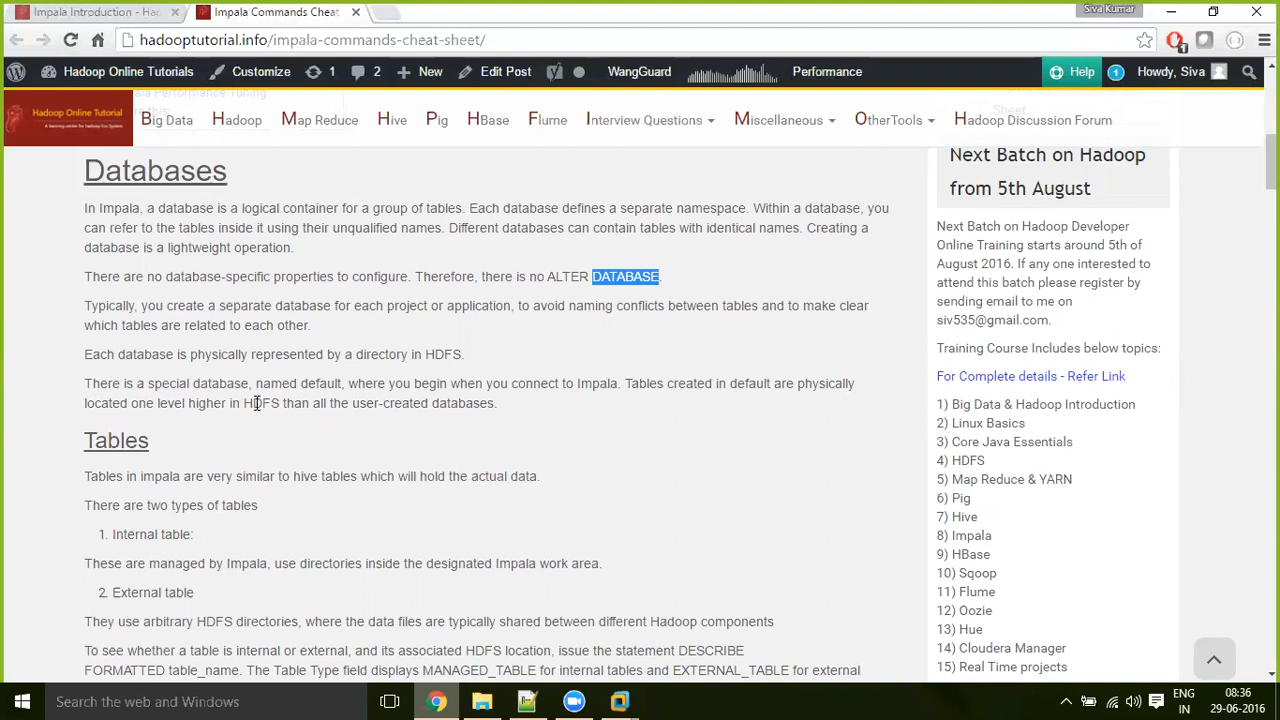 Impala Introduction - Had
Impala Commands Cheat
Siva Kumar
hadooptutorial.info/impala-commands-cheat-sheet/
Hadoop Online Tutorials
Customize
1
2
New
Edit Post
WangGuard
Performance
Help
1
Howdy, Siva
Hadoop Online Tutorial
Big Data
Hadoop
Map Reduce
Hive
Pig
HBase
Flume
Interview Questions
Miscellaneous
OtherTools
Hadoop Discussion Forum
Databases
In Impala, a database is a logical container for a group of tables. Each database defines a separate namespace. Within a database, you
can refer to the tables inside it using their unqualified names. Different databases can contain tables with identical names. Creating a
database is a lightweight operation.
There are no database-specific properties to configure. Therefore, there is no ALTER DATABASE.
Typically, you create a separate database for each project or application, to avoid naming conflicts between tables and to make clear
which tables are related to each other.
Each database is physically represented by a directory in HDFS.
There is a special database, named default, where you begin when you connect to Impala. Tables created in default are physically
located one level higher in HDFS than all the user-created databases.
Tables
Tables in impala are very similar to hive tables which will hold the actual data.
There are two types of tables
1. Internal table:
These are managed by Impala, use directories inside the designated Impala work area.
2. External table
They use arbitrary HDFS directories, where the data files are typically shared between different Hadoop components
To see whether a table is internal or external, and its associated HDFS location, issue the statement DESCRIBE
FORMATTED table_name. The Table Type field displays MANAGED_TABLE for internal tables and EXTERNAL_TABLE for external
Next Batch on Hadoop
from 5th August
Next Batch on Hadoop Developer
Online Training starts around 5th of
August 2016. If any one interested to
attend this batch please register by
sending email to me on
siv535@gmail.com.
Training Course Includes below topics:
For Complete details - Refer Link
1) Big Data & Hadoop Introduction
2) Linux Basics
3) Core Java Essentials
4) HDFS
5) Map Reduce & YARN
6) Pig
7) Hive
8) Impala
9) HBase
10) Sqoop
11) Flume
12) Oozie
13) Hue
14) Cloudera Manager
15) Real Time projects
Search the web and Windows
ENG
IN
08:36
29-06-2016